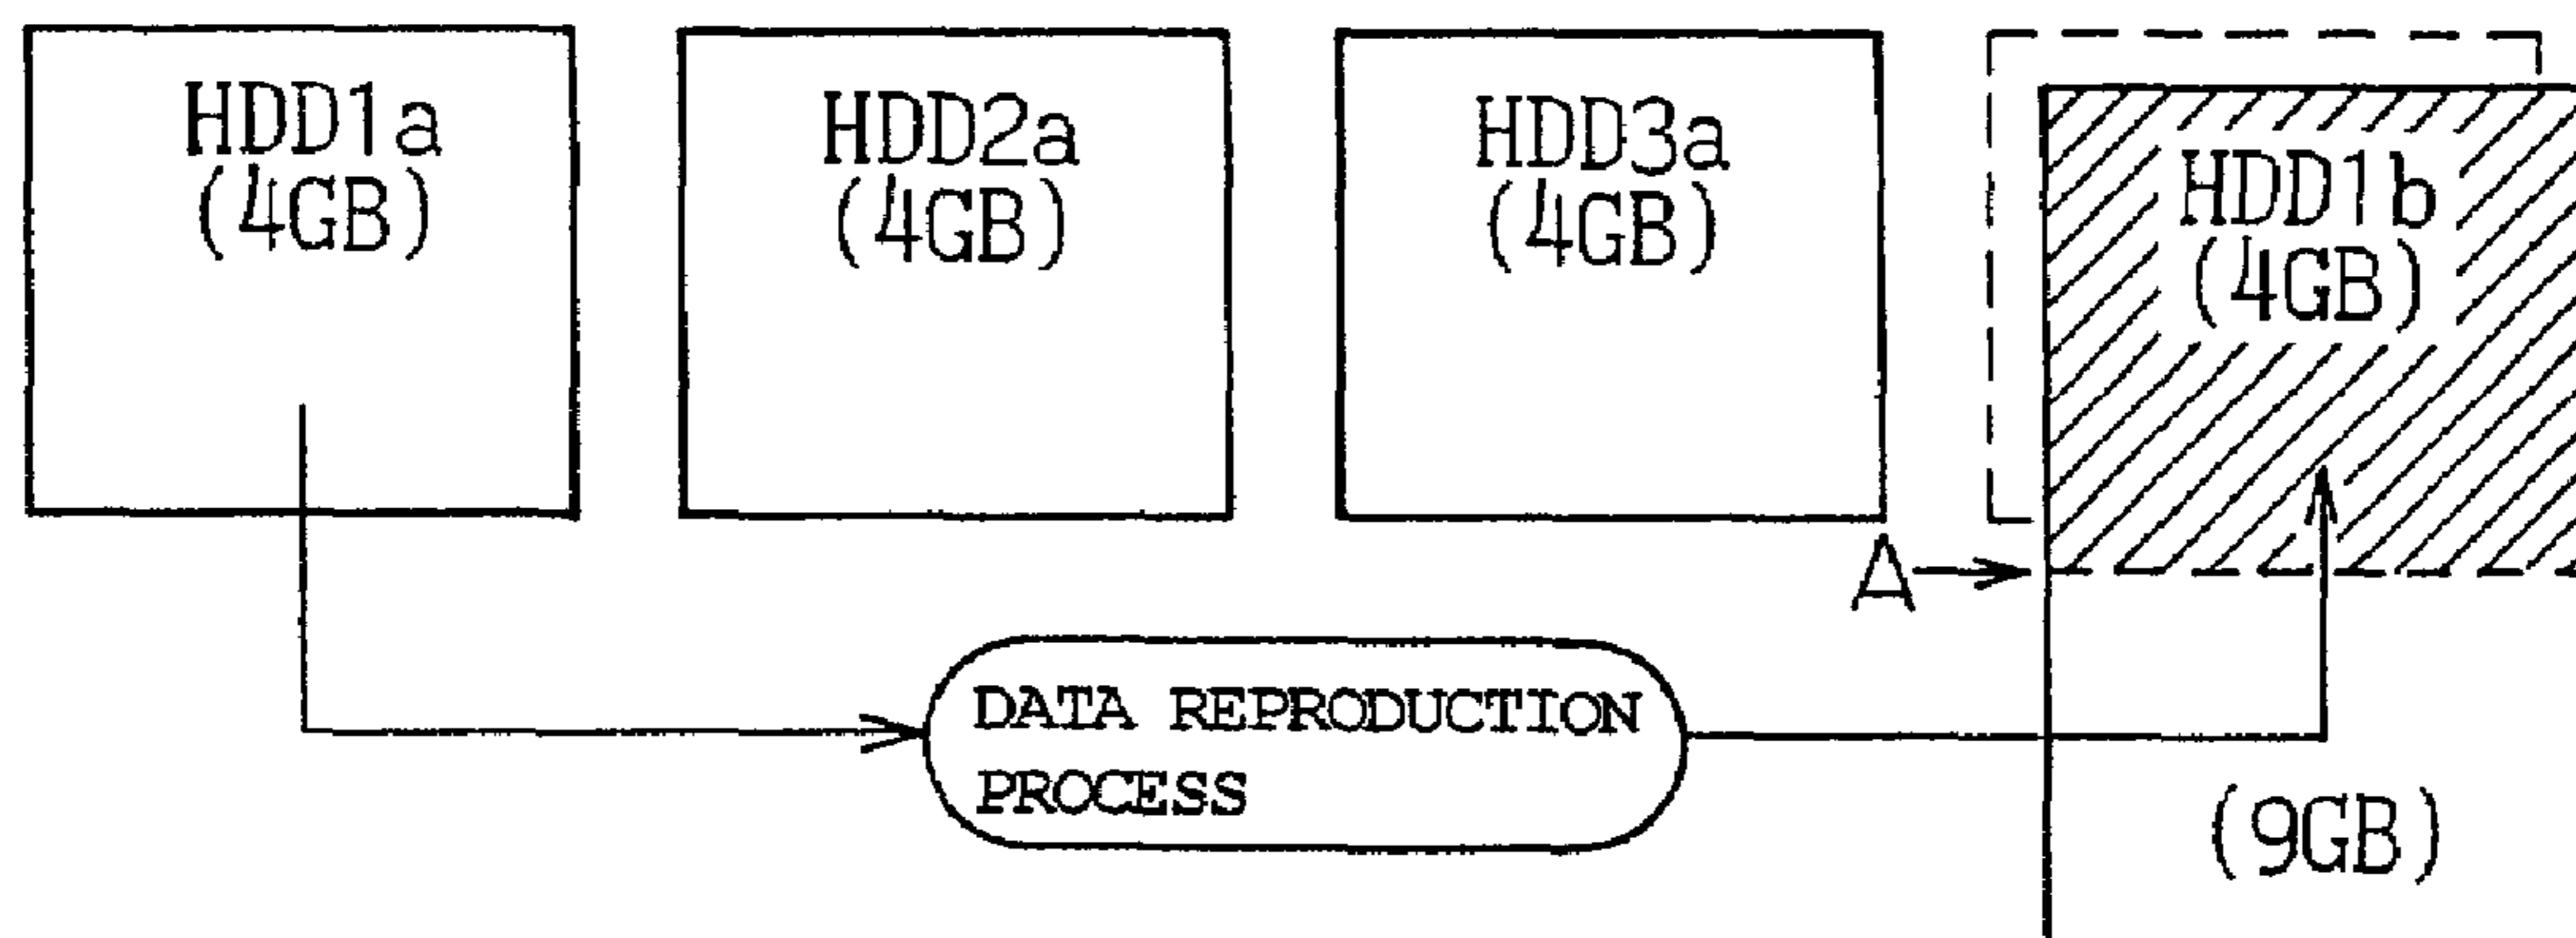 HDD1a
(4GB)
HDD2a
(4GB)
HDD3a
(4GB)
HDD1b
(4GB)
A
DATA REPRODUCTION
PROCESS
(9GB)